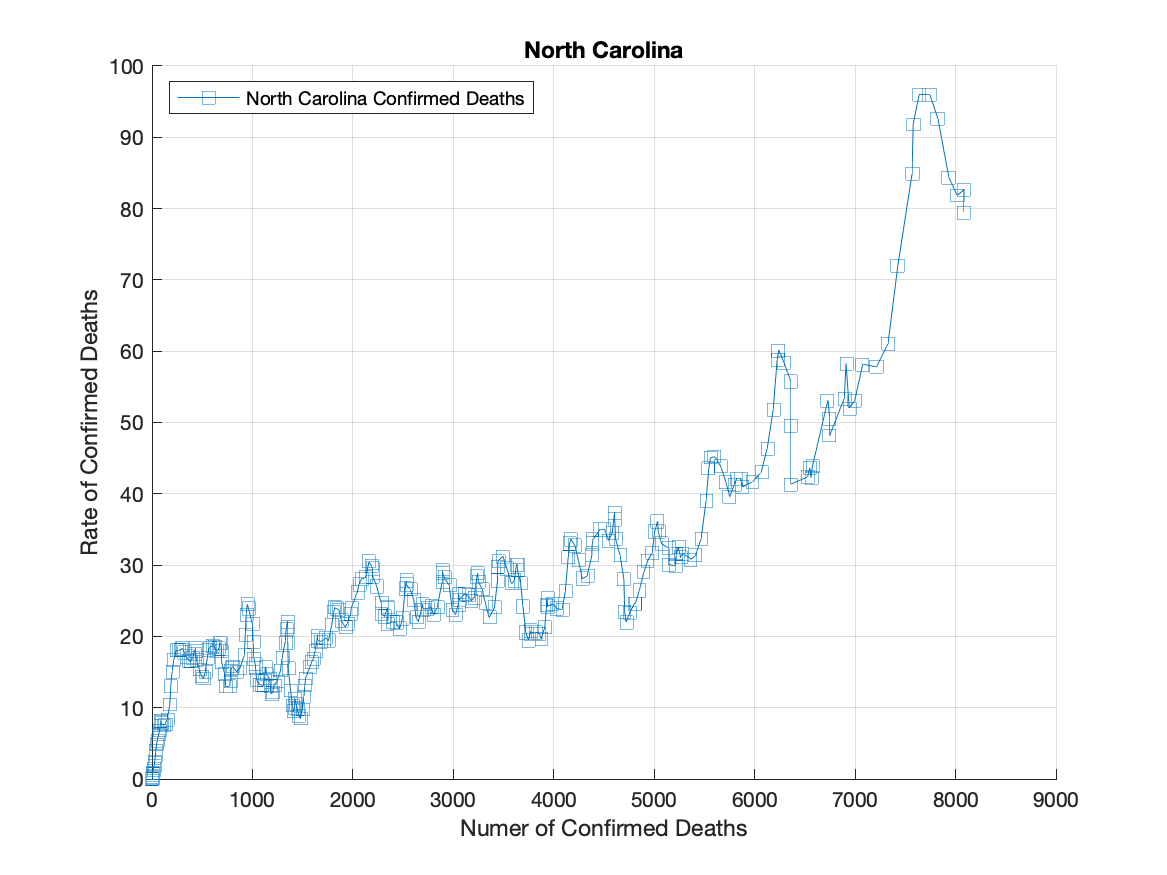 North Carolina
North Carolina Confirmed Deaths
100
90
80
70
60
50
40
30
20
10
0
Rate of Confirmed Deaths
0 1000 2000 3000 4000 5000 6000 7000 8000 9000
Numer of Confirmed Deaths